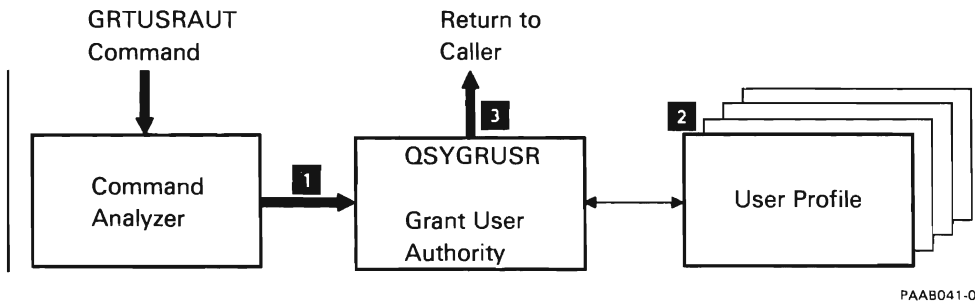 GRTUSRAUT
Command
Return to
Caller
3
2
QSYGRUSR
Command
Analyzer
1
Grant User
Authority
User Profile
PAAB041-0